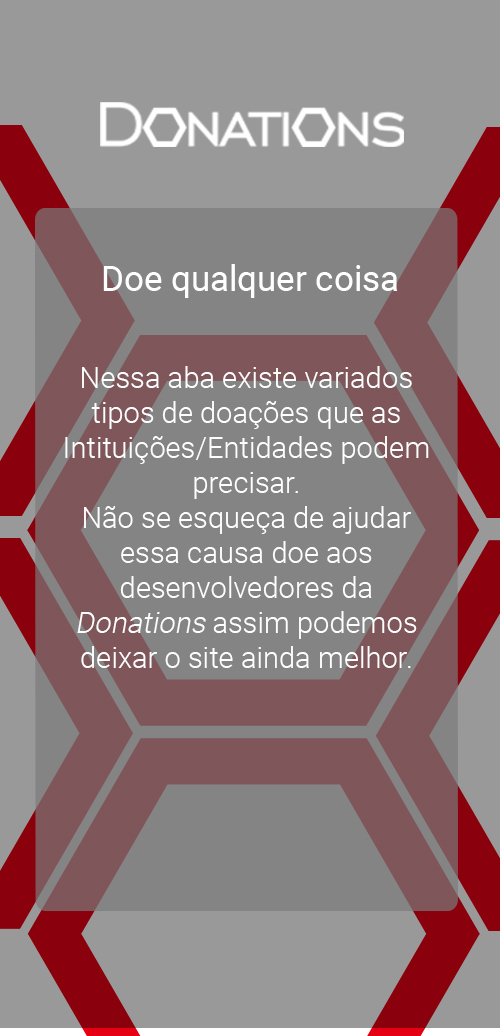 DONATIONS
Doe qualquer coisa
Nessa aba existe variados
tipos de doações que as
Intituições/Entidades podem
precisar.
Não se esqueça de ajudar
essa causa doe aos
desenvolvedores da
Donations assim podemos
deixar o site ainda melhor.